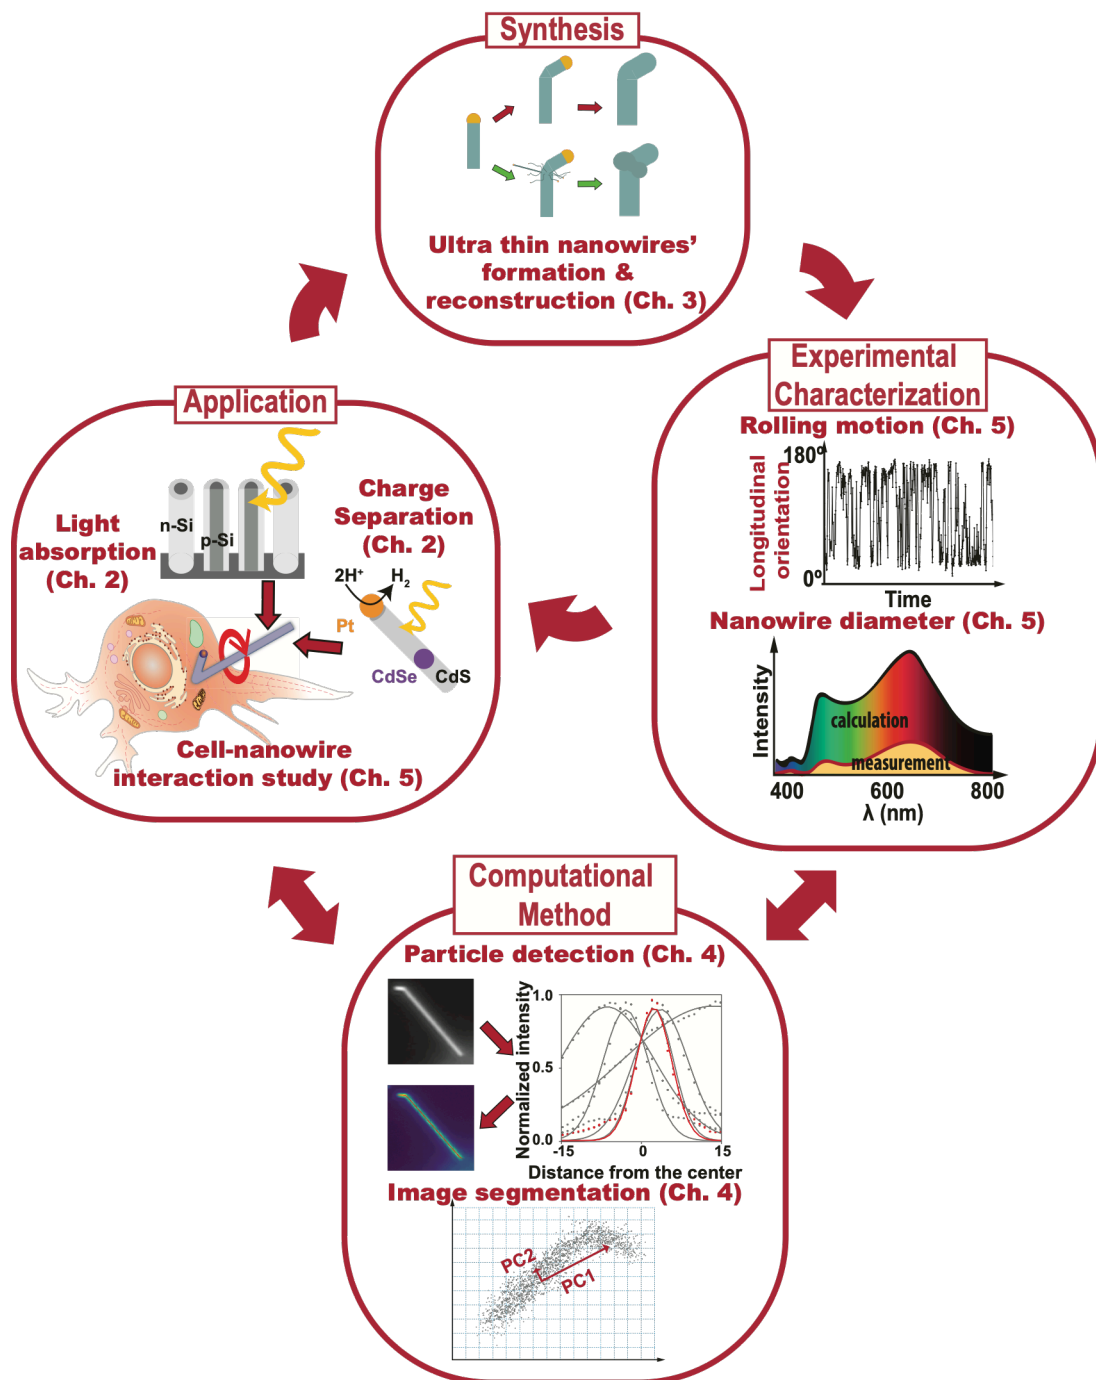 Synthesis
Ultra thin nanowires’
formation &
reconstruction (Ch. 3)
Experimental
Characterization
Rolling motion (Ch. 5)
180º
Longitudinal
orientation
0º
Time
Nanowire diameter (Ch. 5)
Intensity
calculation
measurement
400
600
800
λ (nm)
Application
Light
absorption
(Ch. 2)
n-Si
p-Si
Charge
Separation
(Ch. 2)
2H⁺
H₂
Pt
CdSe
CdS
Cell-nanowire
interaction study (Ch. 5)
Computational
Method
Particle detection (Ch. 4)
Normalized intensity
1.0
0.5
0.0
-15
0
15
Distance from the center
Image segmentation (Ch. 4)
PC2
PC1